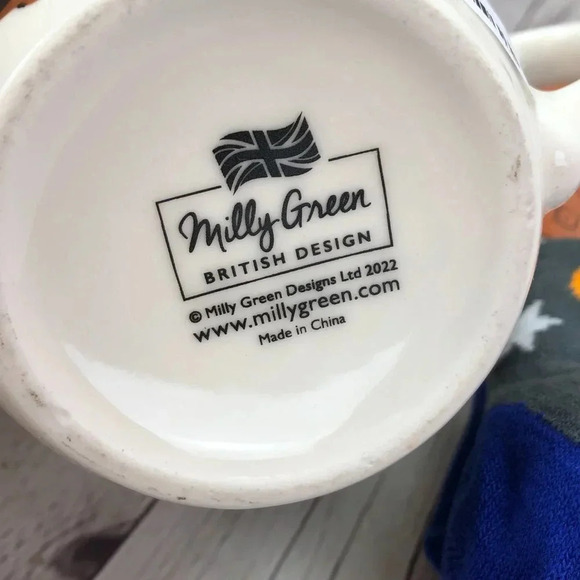 Milly Green
BRITISH DESIGN
© Milly Green Designs Ltd 2022
www.millygreen.com
Made in China